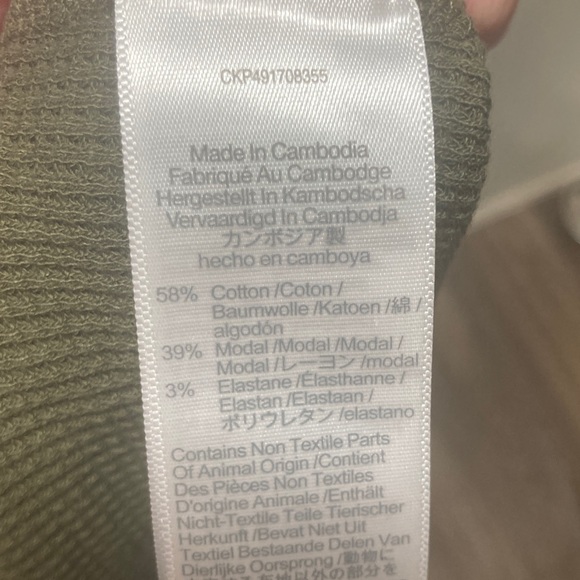 CKP491708355
Made In Cambodia
Fabriqué Au Cambodge
Hergestellt In Kambodscha
Vervaardigd In Cambodja
カンボジア製
hecho en camboya
58% Cotton /Coton /
Baumwolle /Katoen /綿 /
algodón
39% Modal /Modal /Modal /
Modal /レーヨン /modal
3% Elastane /Élasthanne /
Elastan /Elastaan /
ポリウレタン /elastano
Contains Non Textile Parts
Of Animal Origin /Contient
Des Pièces Non Textiles
D'origine Animale /Enthält
Nicht-Textile Teile Tierischer
Herkunft /Bevat Niet Uit
Textiel Bestaande Delen Van
Dierlijke Oorsprong /動物に